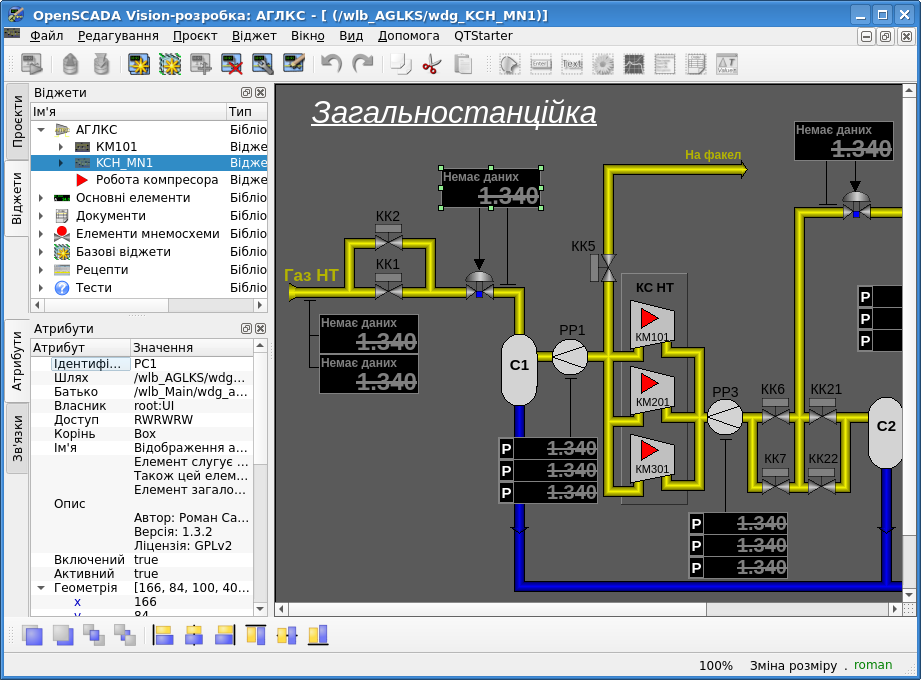 OpenSCADA Vision-розробка: АГЛКС - [ (/wlb_AGLKS/wdg_KCH_MN1)]
Файл Редагування Проєкт Віджет Вікно Вид Допомога QTStarter
Проєкти
Віджети
Атрибути
Зв'язки
Віджети
Ім'я Тип
АГЛКС Бібліо
КМ101 Відже
KCH_MN1 Відже
Робота компресора Відже
Основні елементи Бібліо
Документи Бібліо
Елементи мнемосхеми Бібліо
Базові віджети Бібліо
Рецепти Бібліо
Тести Бібліо
Атрибути
Атрибут Значення
Ідентифі... PC1
Шлях /wlb_AGLKS/wdg...
Батько /wlb_Main/wdg_a...
Власник root:UI
Доступ RWRWRW
Корінь Box
Ім'я Відображення а...
Елемент слугує ...
Також цей елем...
Елемент загало...
Опис
Автор: Роман Са...
Версія: 1.3.2
Ліцензія: GPLv2
Включений true
Активний true
Геометрія [166, 84, 100, 40...
x 166
y 84
Загальностанційка
Немає даних
1.340
На факел
Немає даних
1.340
КК2
КК1
КК5
Газ НТ
Немає даних
1.340
Немає даних
1.340
КС НТ
КМ101
КМ201
КМ301
С1
РР1
РР3
КК6
КК21
КК7
КК22
С2
P
P
P
P 1.340
P 1.340
P 1.340
P 1.340
P 1.340
P 1.340
100% Зміна розміру . roman